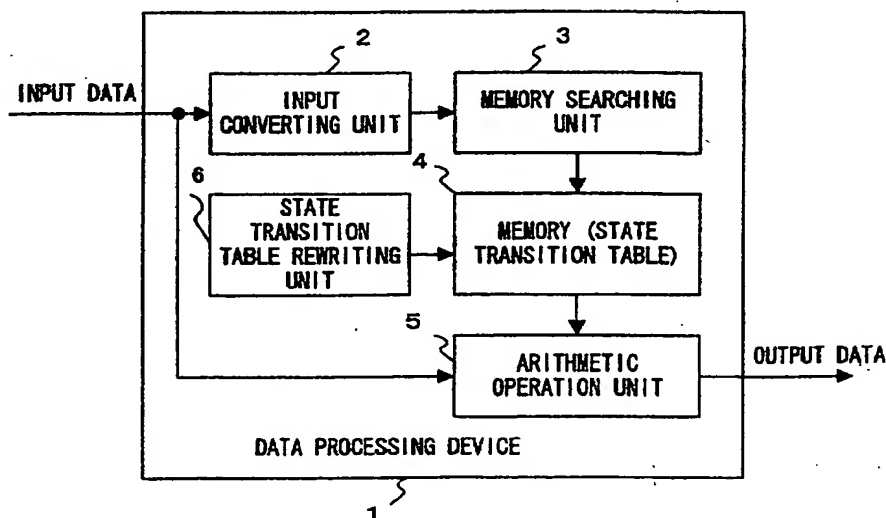 2
3
INPUT DATA
INPUT
CONVERTING UNIT
MEMORY SEARCHING
UNIT
6
4
STATE
TRANSITION
TABLE REWRITING
UNIT
MEMORY (STATE
TRANSITION TABLE)
5
ARITHMETIC
OPERATION UNIT
OUTPUT DATA
DATA PROCESSING DEVICE
1